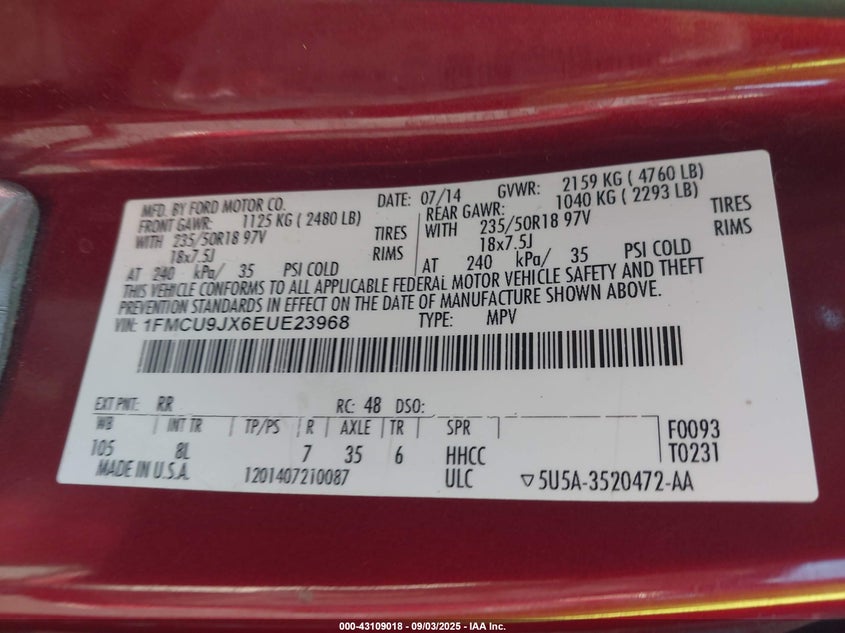 MFD. BY FORD MOTOR CO. DATE: 07/14 GVWR: 2159 KG ( 4760 LB)
FRONT GAWR: 1125 KG ( 2480 LB) REAR GAWR: 1040 KG ( 2293 LB)
WITH 235/50R18 97V TIRES WITH 235/50R18 97V TIRES
18x7.5J RIMS 18x7.5J RIMS
AT 240 kPa/ 35 PSI COLD AT 240 kPa/ 35 PSI COLD
THIS VEHICLE CONFORMS TO ALL APPLICABLE FEDERAL MOTOR VEHICLE SAFETY AND THEFT
PREVENTION STANDARDS IN EFFECT ON THE DATE OF MANUFACTURE SHOWN ABOVE.
VIN: 1FMCU9JX6EUE23968 TYPE: MPV
EXT PNT: RR RC: 48 DSO:
WB INT TR TP/PS R AXLE TR SPR F0093
105 8L 7 35 6 HHCC T0231
MADE IN U.S.A. 1201407210087 ULC ▽5U5A-3520472-AA
000-43109018 - 09/03/2025 - IAA Inc.